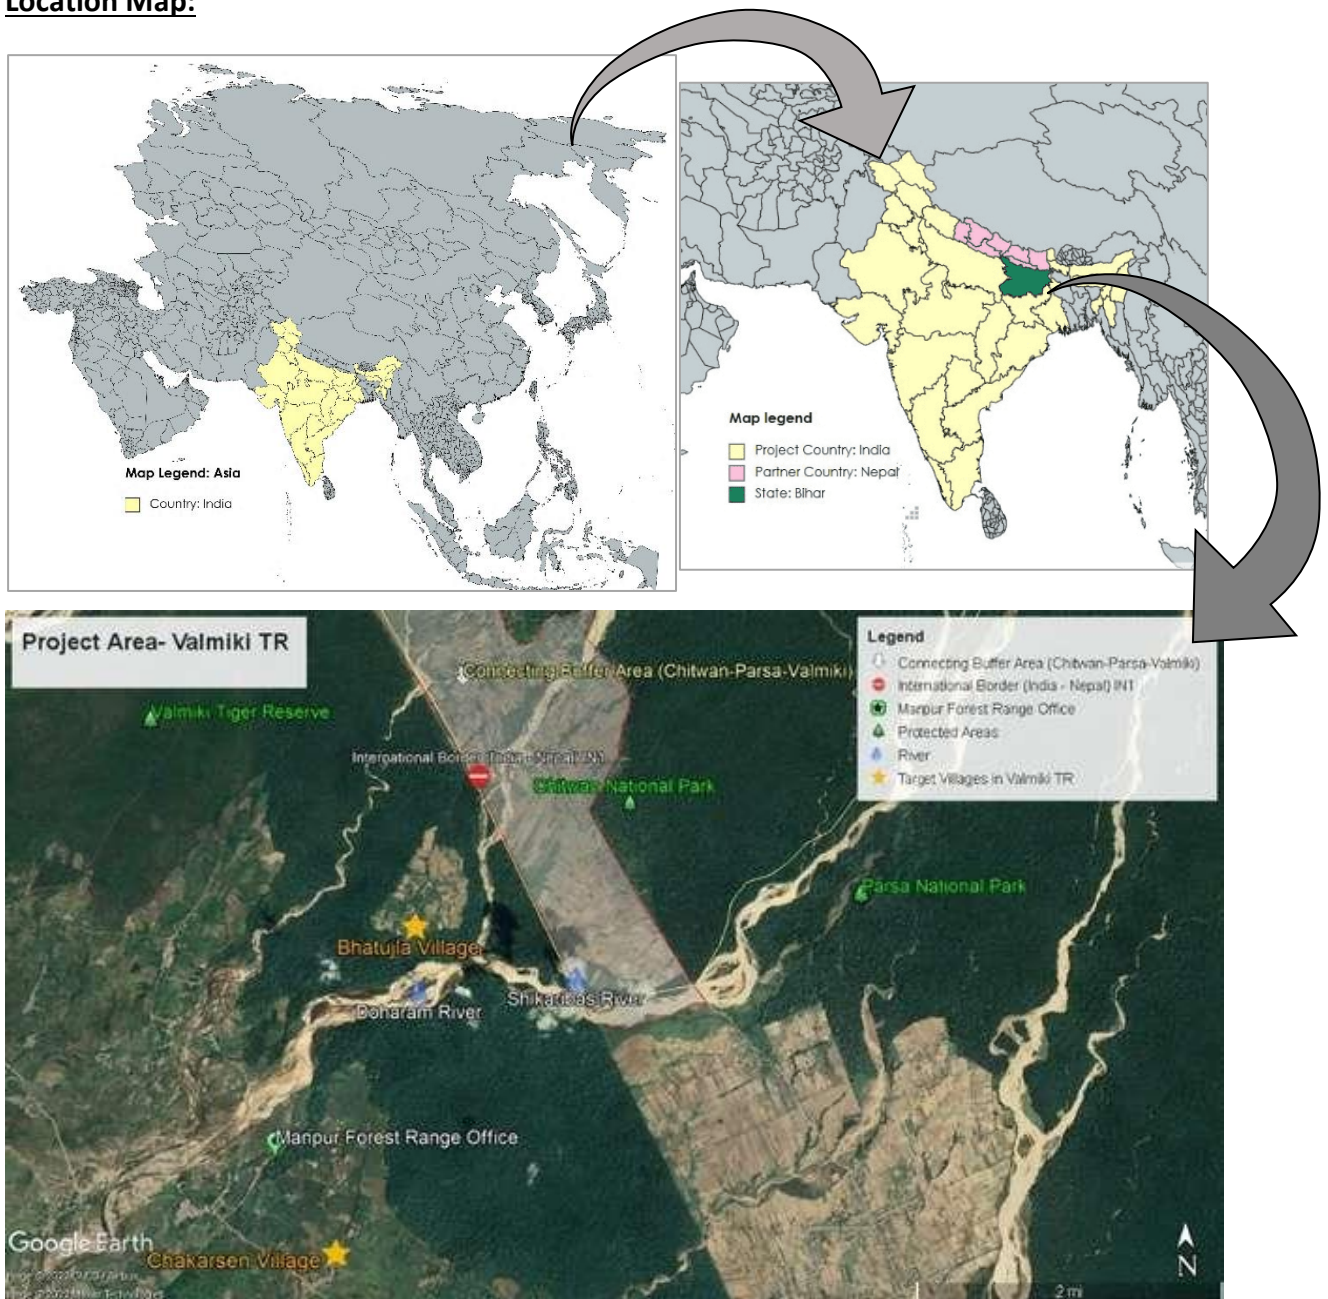 Location Map:
Map Legend: Asia
Country: India
Map legend
Project Country: India
Partner Country: Nepal
State: Bihar
Project Area- Valmiki TR
Legend
Connecting Buffer Area (Chitwan-Parsa-Valmiki)
International Border (India - Nepal) IN1
Manpur Forest Range Office
Protected Areas
River
Target Villages in Valmiki TR
Connecting Buffer Area (Chitwan-Parsa-Valmiki)
Valmiki Tiger Reserve
International Border (India - Nepal) IN1
Chitwan National Park
Parsa National Park
Bhatujla Village
Shikaribas River
Doharam River
Manpur Forest Range Office
Google Earth
Chakarsen Village
N
2 mi